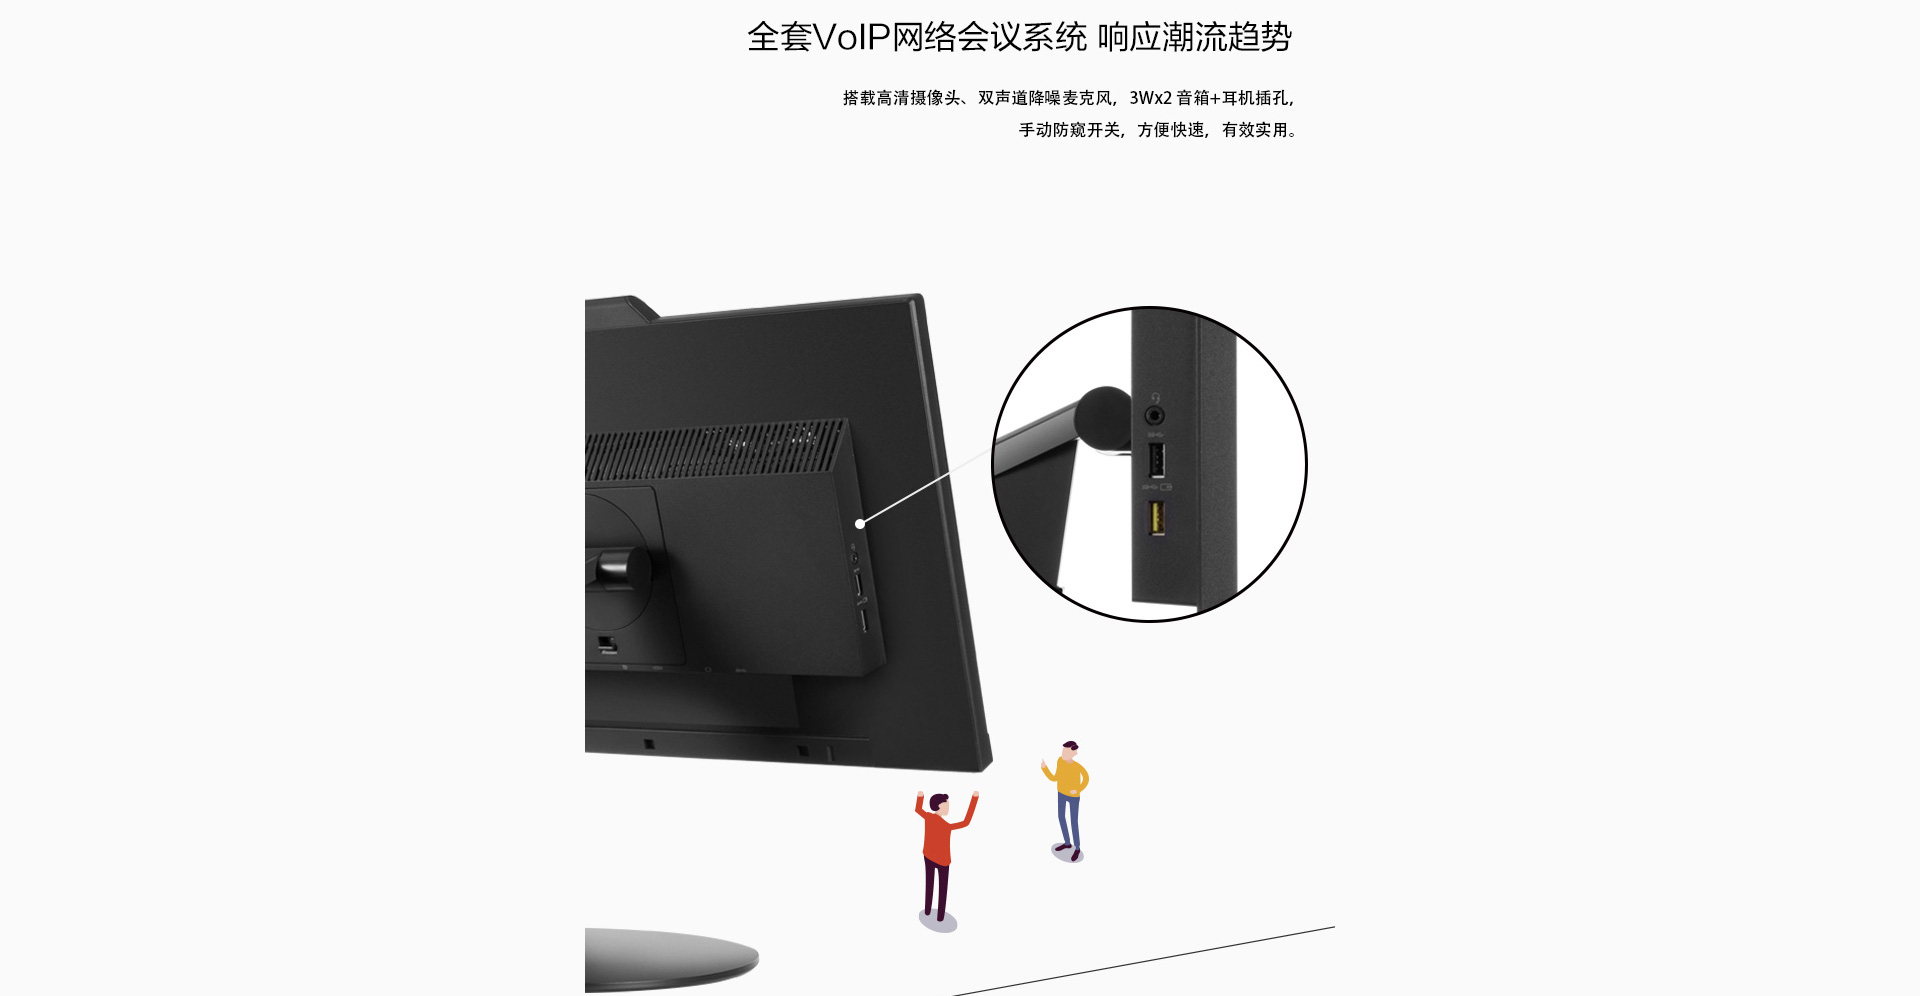 全套VoIP网络会议系统 响应潮流趋势
搭载高清摄像头、双声道降噪麦克风，3Wx2 音箱+耳机插孔，
手动防窥开关，方便快速，有效实用。